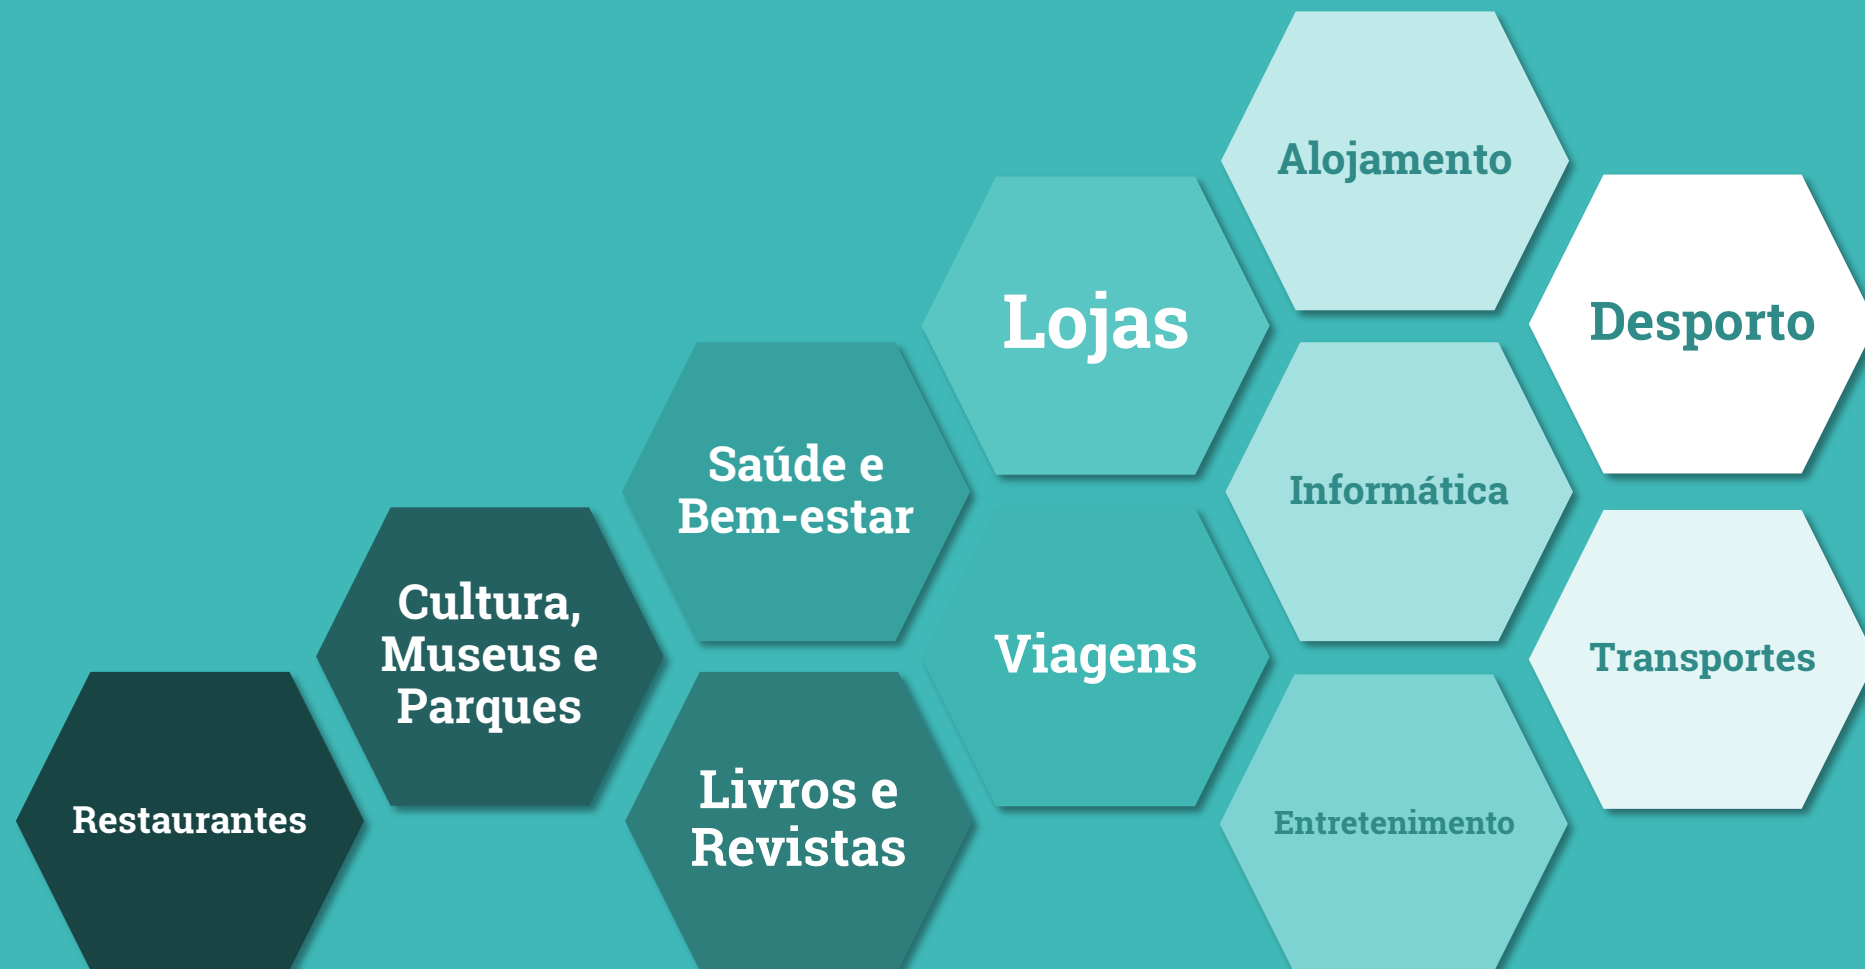 Alojamento
Lojas
Desporto
Saúde e
Bem-estar
Informática
Cultura,
Museus e
Parques
Viagens
Transportes
Restaurantes
Livros e
Revistas
Entretenimento